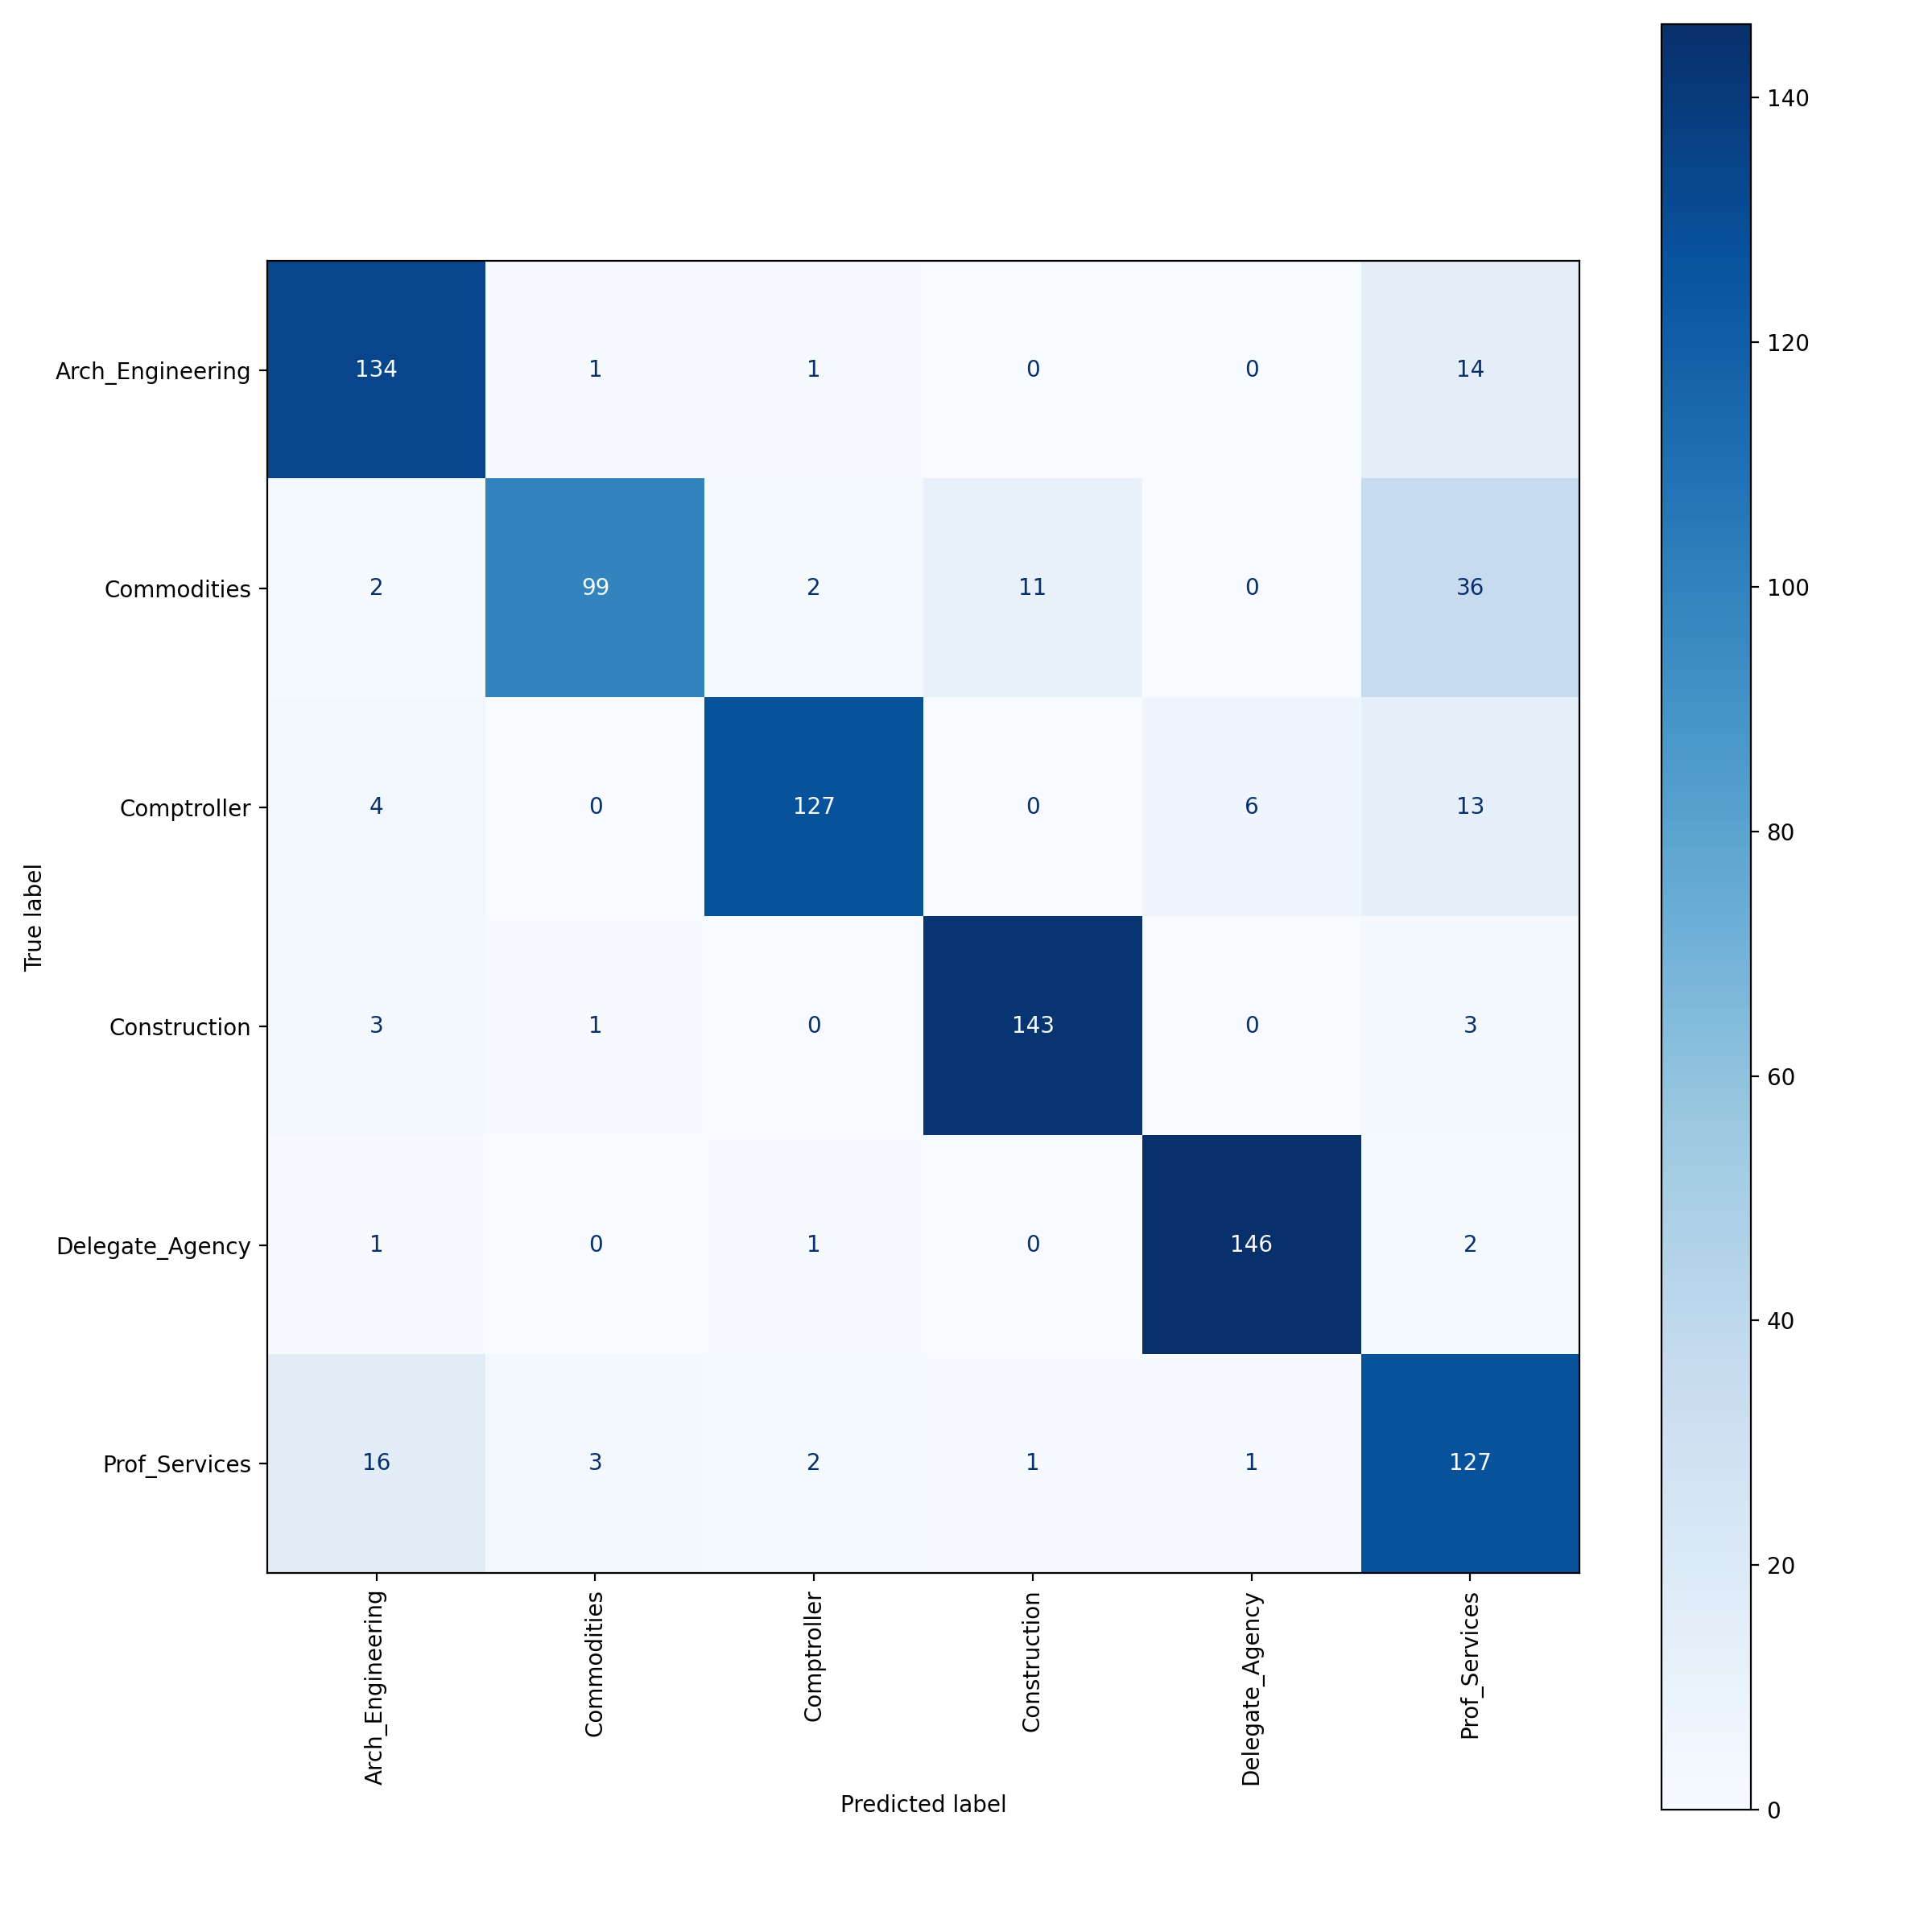 140
120
100
80
60
40
20
0
True label
Arch_Engineering 134 1 1 0 0 14
Commodities 2 99 2 11 0 36
Comptroller 4 0 127 0 6 13
Construction 3 1 0 143 0 3
Delegate_Agency 1 0 1 0 146 2
Prof_Services 16 3 2 1 1 127
Arch_Engineering
Commodities
Comptroller
Construction
Delegate_Agency
Prof_Services
Predicted label